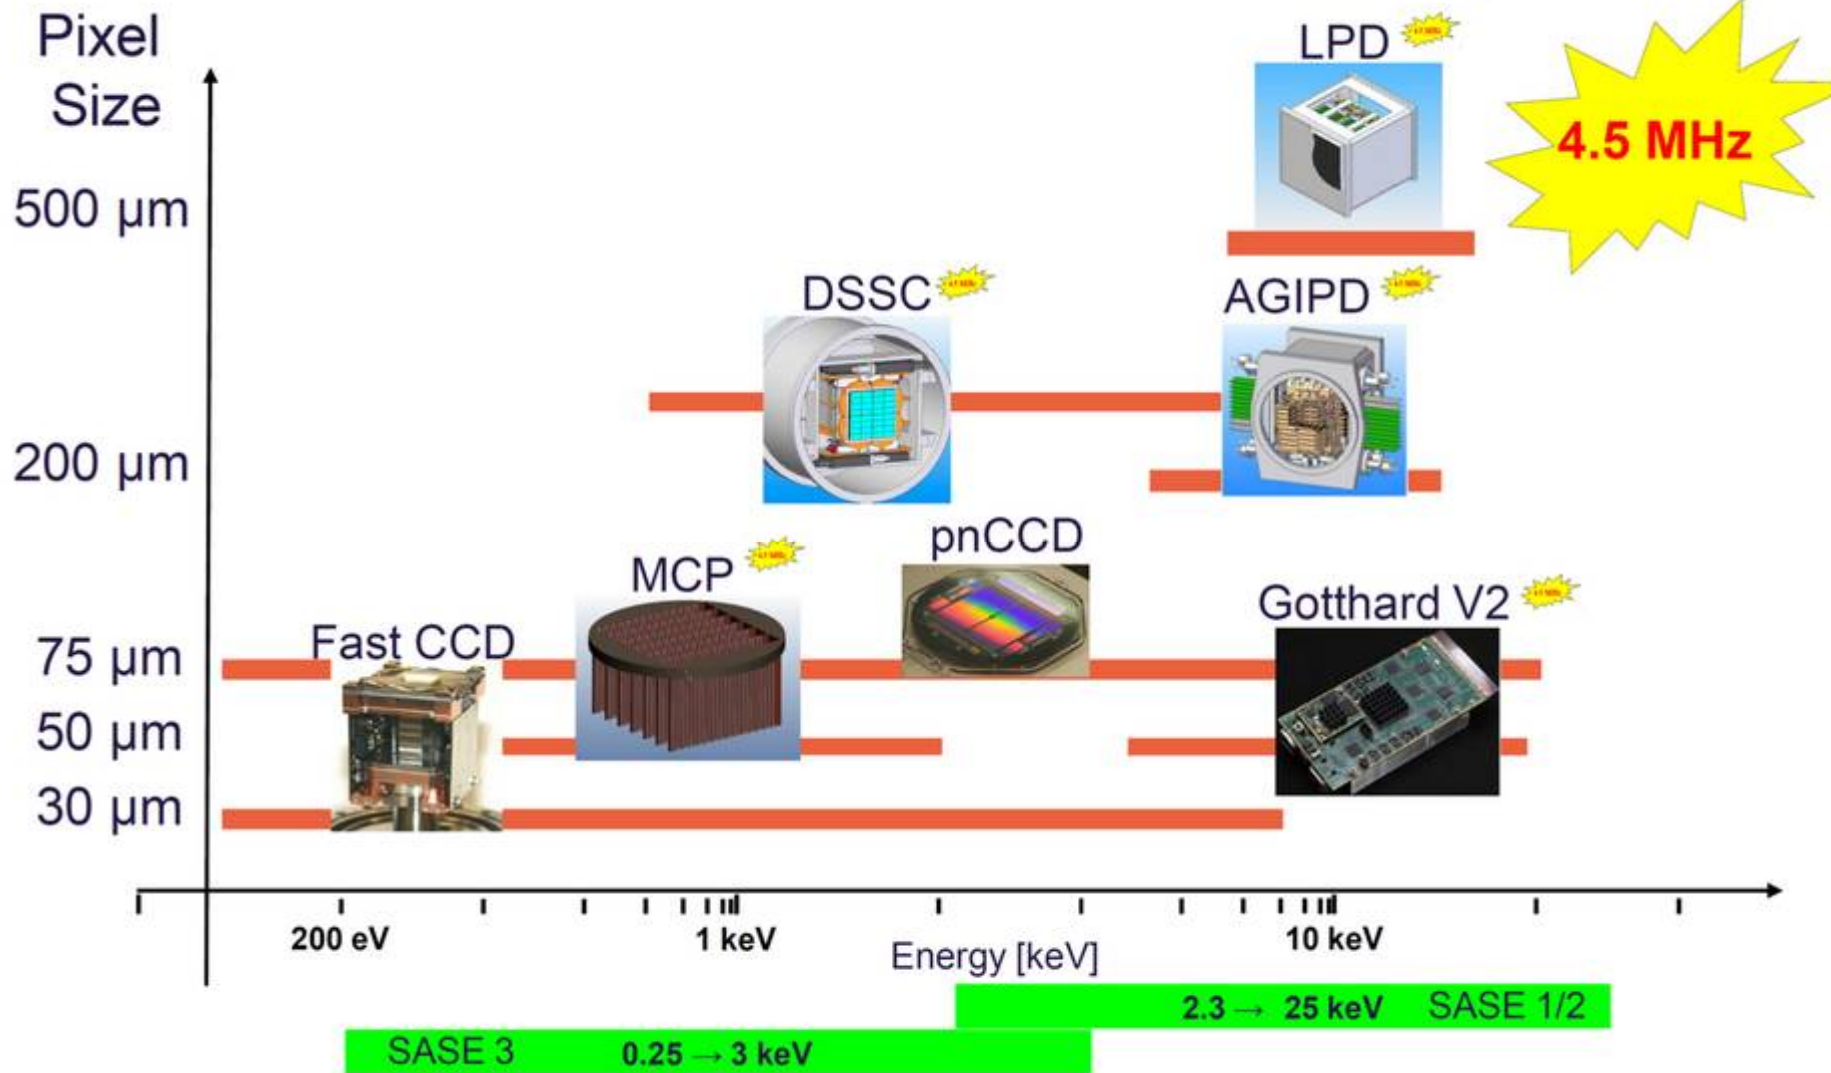 Pixel
Size
LPD
4.5 MHz
500 µm
DSSC
AGIPD
200 µm
pnCCD
MCP
Gotthard V2
Fast CCD
75 µm
50 µm
30 µm
200 eV
1 keV
10 keV
Energy [keV]
2.3 → 25 keV SASE 1/2
SASE 3 0.25 → 3 keV